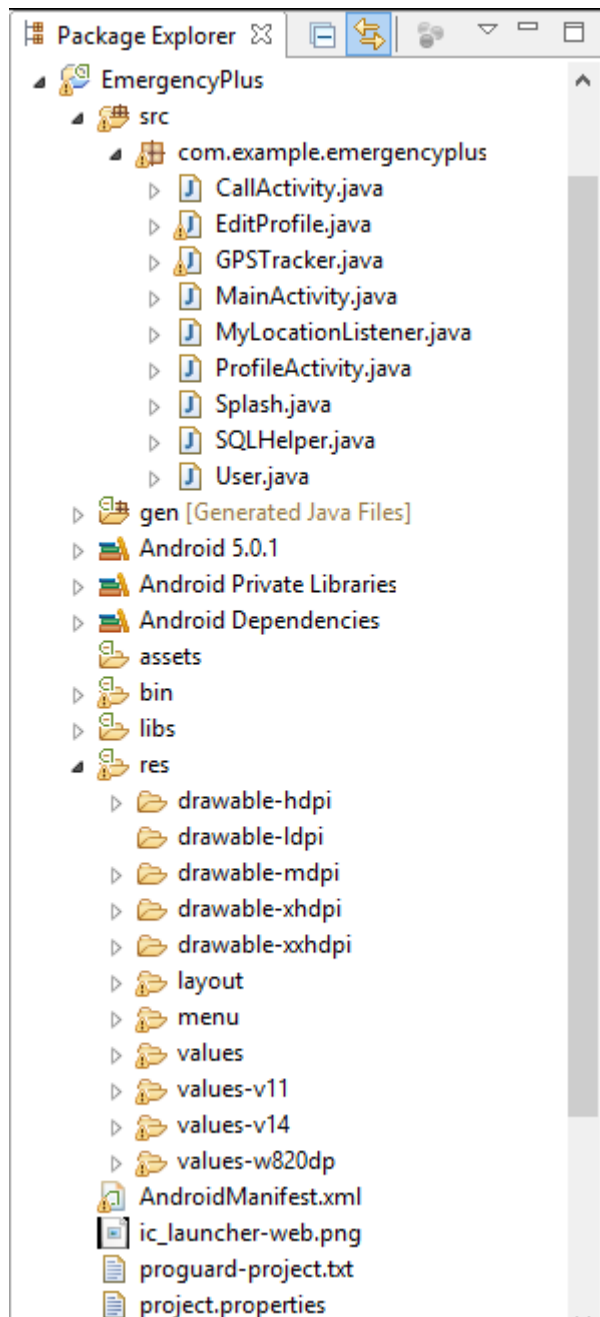 Package Explorer
EmergencyPlus
src
com.example.emergencyplus
CallActivity.java
EditProfile.java
GPSTracker.java
MainActivity.java
MyLocationListener.java
ProfileActivity.java
Splash.java
SQLHelper.java
User.java
gen [Generated Java Files]
Android 5.0.1
Android Private Libraries
Android Dependencies
assets
bin
libs
res
drawable-hdpi
drawable-ldpi
drawable-mdpi
drawable-xhdpi
drawable-xxhdpi
layout
menu
values
values-v11
values-v14
values-w820dp
AndroidManifest.xml
ic_launcher-web.png
proguard-project.txt
project.properties